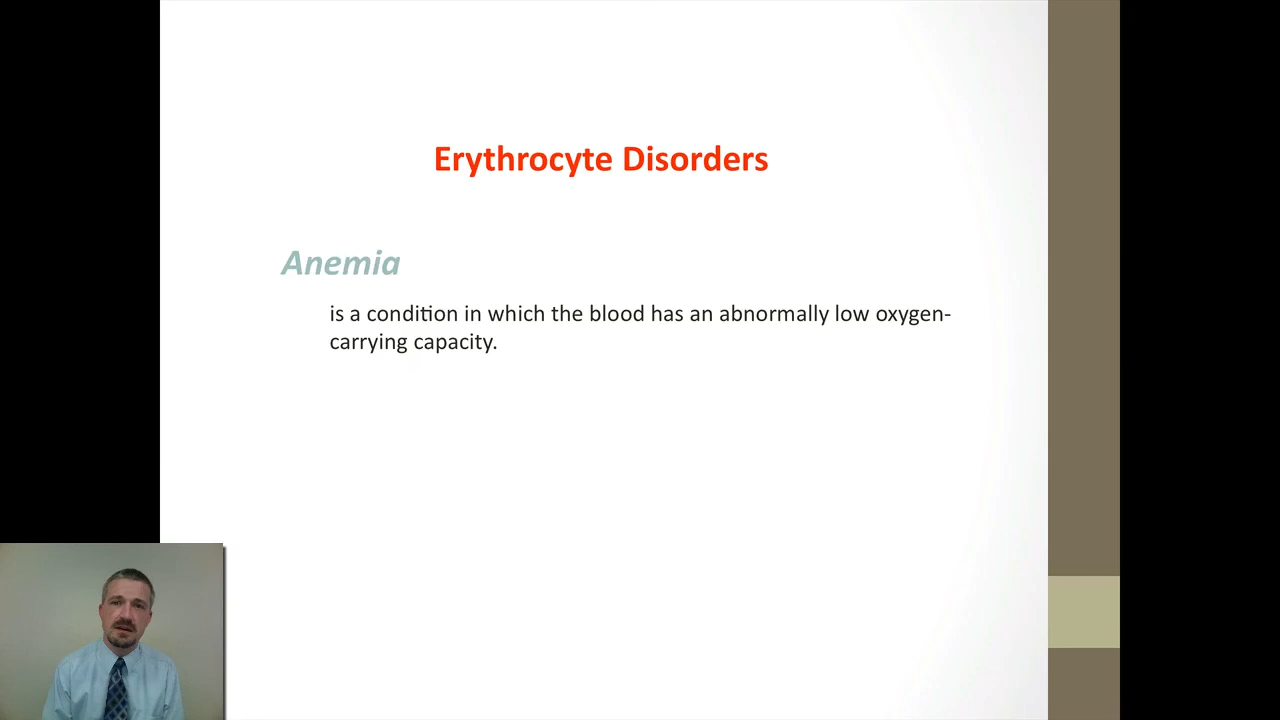 Erythrocyte Disorders
Anemia
is a condition in which the blood has an abnormally low oxygen-
carrying capacity.